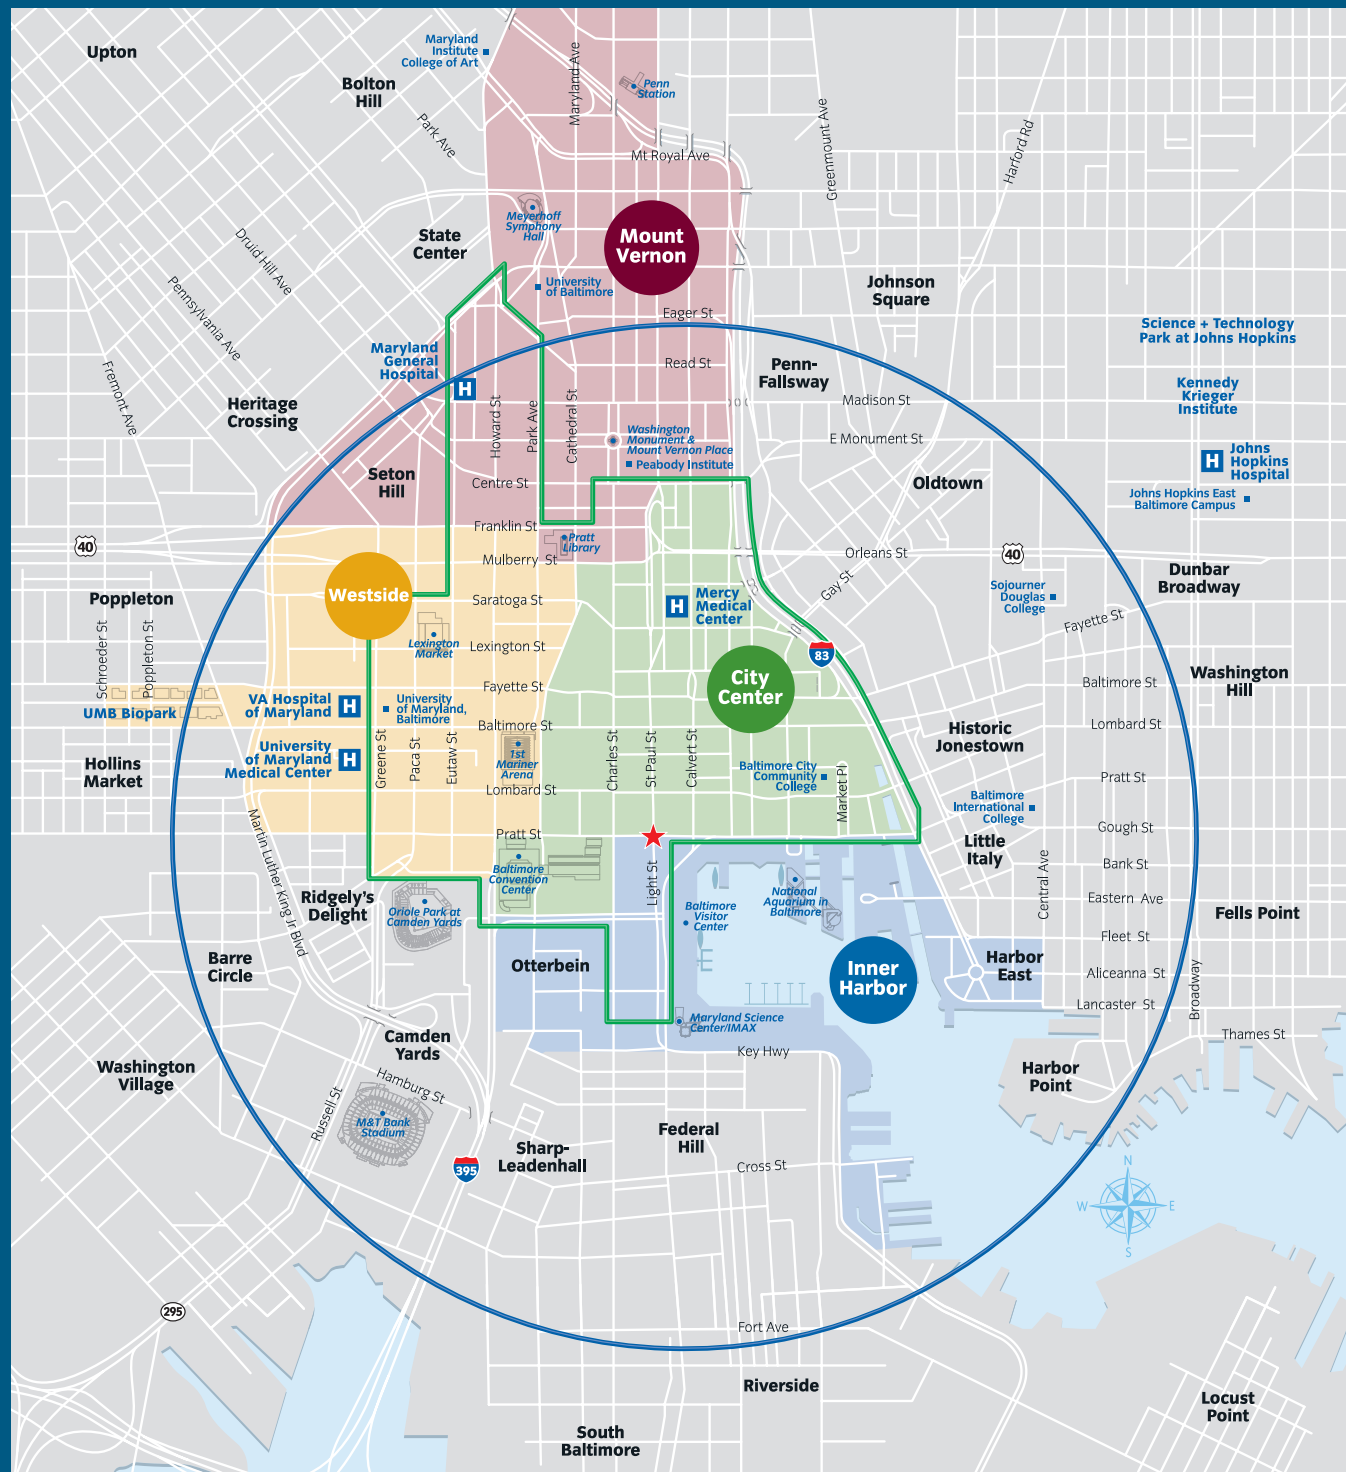 Upton
Maryland
Institute
College of Art
Bolton
Hill
Park Ave
Maryland Ave
Penn
Station
Mt Royal Ave
Greenmount Ave
Harford Rd
Meyerhoff
Symphony
Hall
Mount
Vernon
State
Center
Druid Hill Ave
Pennsylvania Ave
Fremont Ave
University
of Baltimore
Eager St
Johnson
Square
Science + Technology
Park at Johns Hopkins
Maryland
General
Hospital
H
Read St
Penn-
Fallsway
Kennedy
Krieger
Institute
Madison St
Heritage
Crossing
Howard St
Park Ave
Cathedral St
Washington
Monument &
Mount Vernon Place
Peabody Institute
E Monument St
H
Johns
Hopkins
Hospital
Johns Hopkins East
Baltimore Campus
Seton
Hill
Centre St
Oldtown
Franklin St
Pratt
Library
40
Mulberry St
Orleans St
40
Dunbar
Broadway
Westside
Saratoga St
H
Mercy
Medical
Center
Gay St
Sojourner
Douglas
College
Fayette St
Poppleton
Schroeder St
Poppleton St
Lexington
Market
Lexington St
83
City
Center
Washington
Hill
Baltimore St
Fayette St
UMB Biopark
VA Hospital
of Maryland
H
University
of Maryland,
Baltimore
Baltimore St
Lombard St
Historic
Jonestown
University
of Maryland
Medical Center
H
Greene St
Paca St
Eutaw St
1st
Mariner
Arena
Charles St
St Paul St
Calvert St
Baltimore City
Community
College
Market Pl
Pratt St
Hollins
Market
Lombard St
Baltimore
International
College
Gough St
Martin Luther King Jr Blvd
Pratt St
Little
Italy
Bank St
Central Ave
Baltimore
Convention
Center
Light St
National
Aquarium in
Baltimore
Eastern Ave
Ridgely's
Delight
Oriole Park at
Camden Yards
Baltimore
Visitor
Center
Fells Point
Fleet St
Barre
Circle
Otterbein
Inner
Harbor
Harbor
East
Aliceanna St
Broadway
Lancaster St
Maryland Science
Center/IMAX
Thames St
Camden
Yards
Key Hwy
Washington
Village
Hamburg St
Harbor
Point
Russell St
M&T Bank
Stadium
Sharp-
Leadenhall
Federal
Hill
Cross St
395
N
W
E
S
295
Fort Ave
Riverside
Locust
Point
South
Baltimore